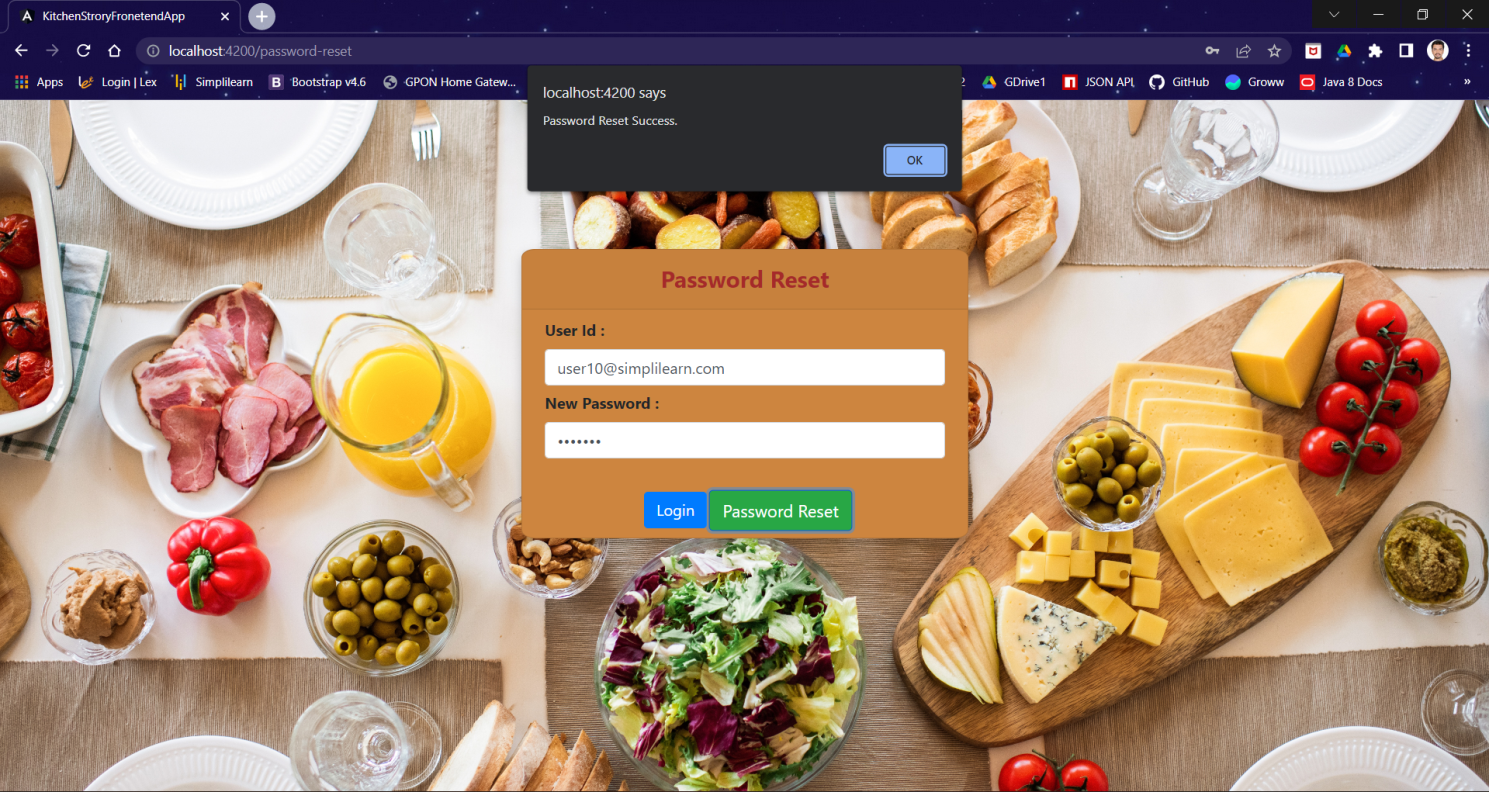 KitchenStroryFronetendApp
localhost:4200/password-reset
Apps Login | Lex Simplilearn Bootstrap v4.6 GPON Home Gatew... 2 GDrive1 JSON API, GitHub Groww Java 8 Docs »
localhost:4200 says
Password Reset Success.
OK
Password Reset
User Id :
user10@simplilearn.com
New Password :
•••••••
Login Password Reset